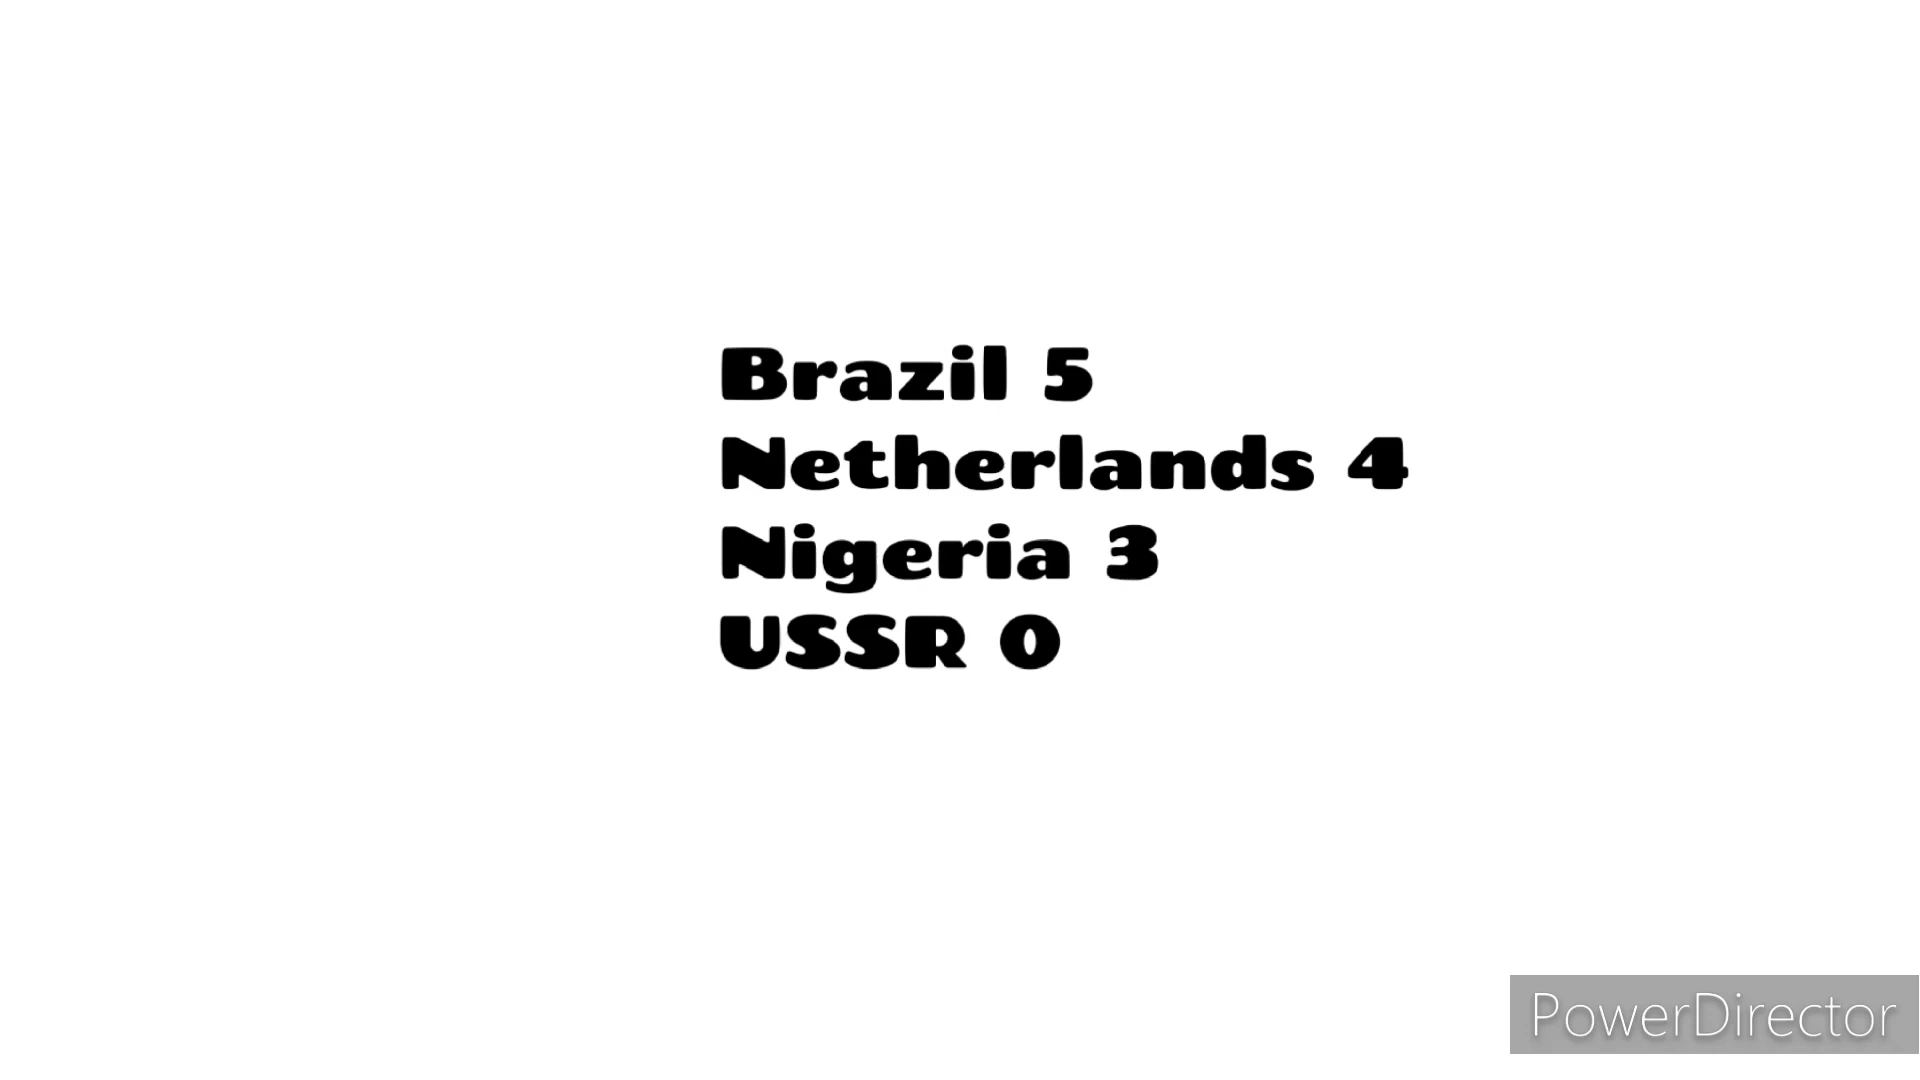 Brazil 5
Netherlands 4
Nigeria 3
USSR 0
PowerDirector